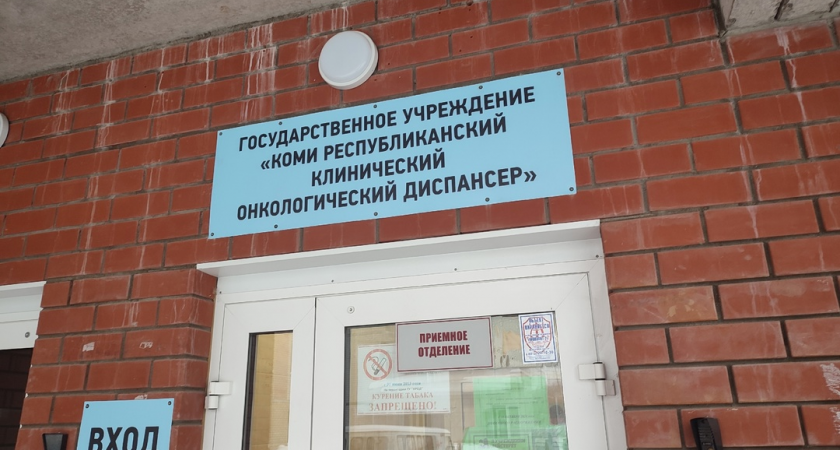 ГОСУДАРСТВЕННОЕ УЧРЕЖДЕНИЕ
«КОМИ РЕСПУБЛИКАНСКИЙ
КЛИНИЧЕСКИЙ
ОНКОЛОГИЧЕСКИЙ ДИСПАНСЕР»
ПРИЕМНОЕ
ОТДЕЛЕНИЕ
КУРЕНИЕ ТАБАКА
ЗАПРЕЩЕНО!
ВХОД